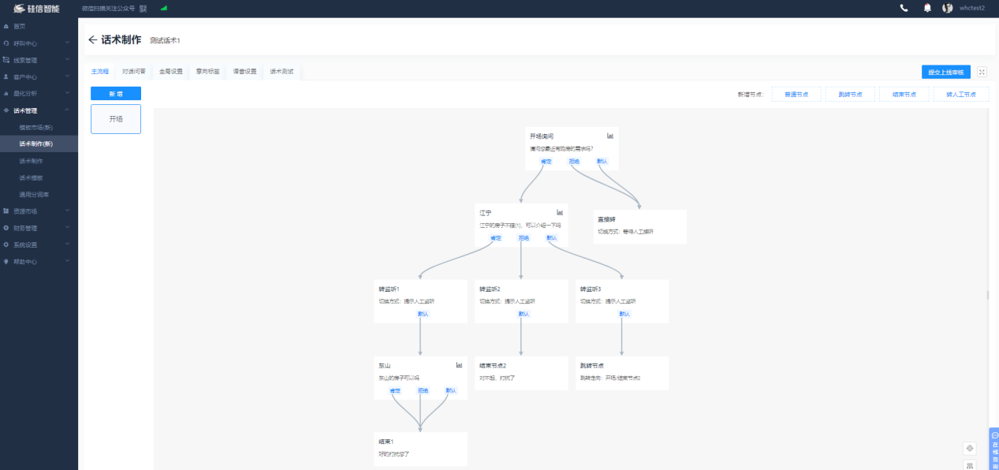 硅信智能
微信扫描关注公众号
whctest2
首页
呼叫中心
线索管理
客户中心
量化分析
话术管理
模板市场(新)
话术制作(新)
话术制作
话术模板
通用分词库
资源市场
财务管理
系统设置
帮助中心
话术制作 测试话术1
主流程 对话问答 全局设置 意向标签 语音设置 话术测试
提交上线审核
新增
开场
新增节点: 普通节点 跳转节点 结束节点 转人工节点
开场询问
请问您最近有购房的需求吗?
肯定 拒绝 默认
江宁
江宁的房子不错(1), 可以介绍一下吗
肯定 拒绝 默认
直接转
切换方式: 等待人工接听
转监听1
切换方式: 提示人工监听
默认
转监听2
切换方式: 提示人工监听
默认
转监听3
切换方式: 提示人工监听
默认
东山
东山的房子可以吗
肯定 拒绝 默认
结束节点2
对不起, 打扰了
跳转节点
跳转走向: 开场/结束节点2
结束1
好的打扰您了
在线咨询